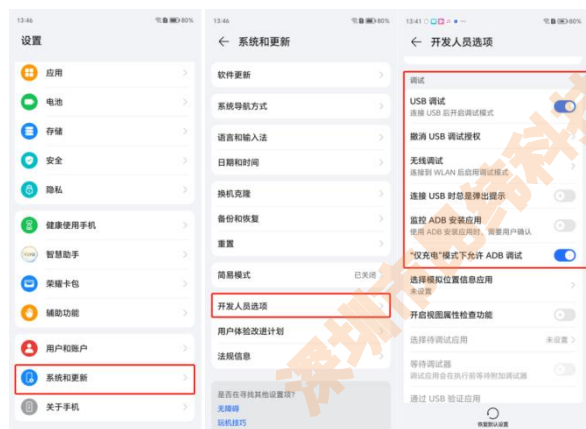 13:46
80%
设置
应用
电池
存储
安全
隐私
健康使用手机
智慧助手
荣耀卡包
辅助功能
用户和账户
系统和更新
关于手机
13:46
80%
系统和更新
软件更新
系统导航方式
语言和输入法
日期和时间
换机克隆
备份和恢复
重置
简易模式
已关闭
开发人员选项
用户体验改进计划
法规信息
是否在寻找其他设置项?
无障碍
玩机技巧
13:41
80%
开发人员选项
调试
USB 调试
连接 USB 后开启调试模式
撤消 USB 调试授权
无线调试
连接到 WLAN 后启用调试模式
连接 USB 时总是弹出提示
监控 ADB 安装应用
使用 ADB 安装应用时，需要用户确认
“仅充电”模式下允许 ADB 调试
选择模拟位置信息应用
未设置
开启视图属性检查功能
选择待调试应用
未设置
等待调试器
调试应用会在执行前等待附加调试器
通过 USB 验证应用
恢复默认设置